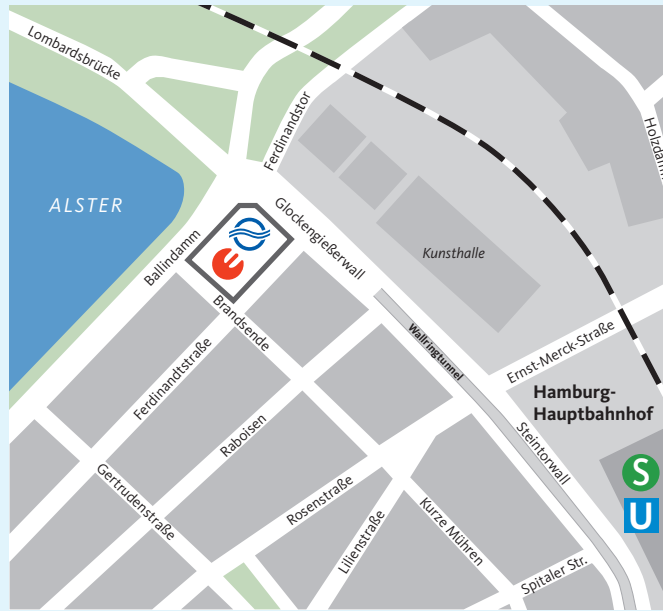 Lombardsbrücke
Ferdinandstor
ALSTER
Ballindamm
Glockengießerwall
Kunsthalle
Brandsende
Wallringtunnel
Ferdinandtstraße
Ernst-Merck-Straße
Hamburg-
Hauptbahnhof
Raboisen
Steintorwall
Gertrudenstraße
Rosenstraße
S
U
Lilienstraße
Kurze Mühren
Spitaler Str.